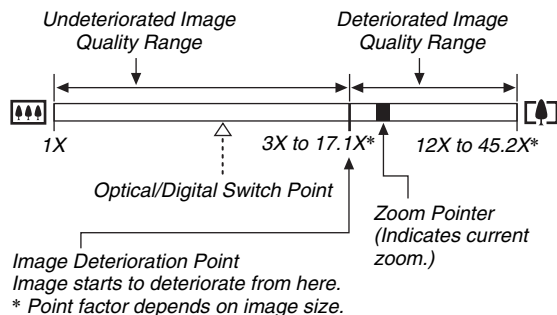 Undeteriorated Image
Quality Range
Deteriorated Image
Quality Range
1X
3X to 17.1X*
12X to 45.2X*
Optical/Digital Switch Point
Zoom Pointer
(Indicates current
zoom.)
Image Deterioration Point
Image starts to deteriorate from here.
* Point factor depends on image size.